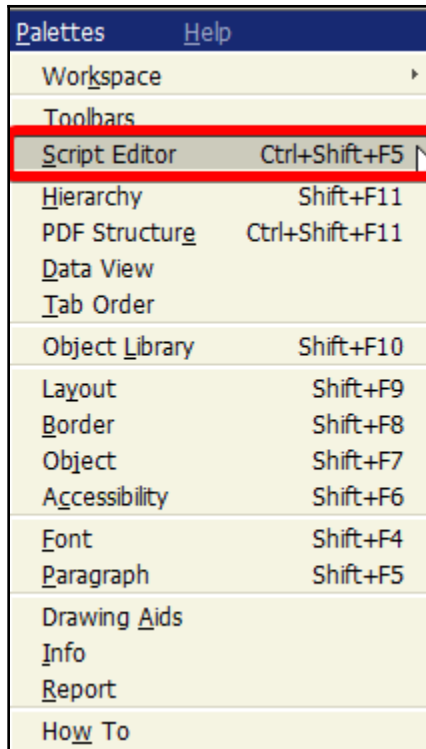 Palettes Help
Workspace
Toolbars
Script Editor Ctrl+Shift+F5
Hierarchy Shift+F11
PDF Structure Ctrl+Shift+F11
Data View
Tab Order
Object Library Shift+F10
Layout Shift+F9
Border Shift+F8
Object Shift+F7
Accessibility Shift+F6
Font Shift+F4
Paragraph Shift+F5
Drawing Aids
Info
Report
How To